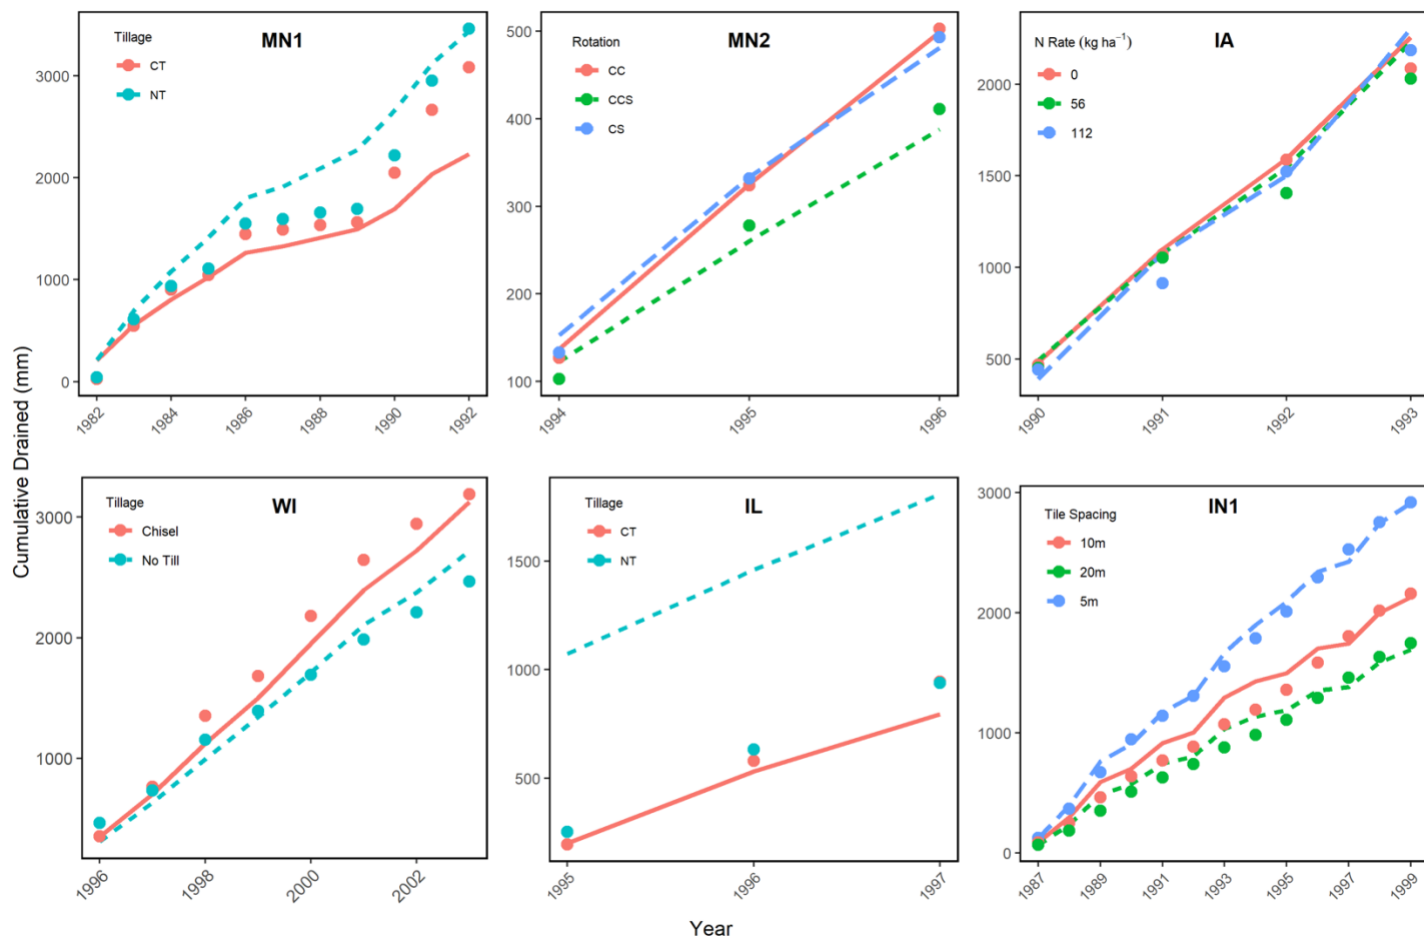 Cumulative Drained (mm)
MN1
Tillage
CT
NT
3000
2000
1000
0
1982
1984
1986
1988
1990
1992
MN2
Rotation
CC
CCS
CS
500
400
300
200
100
1994
1995
1996
IA
N Rate (kg ha⁻¹)
0
56
112
2000
1500
1000
500
1990
1991
1992
1993
WI
Tillage
Chisel
No Till
3000
2000
1000
1996
1998
2000
2002
IL
Tillage
CT
NT
1500
1000
500
1995
1996
1997
IN1
Tile Spacing
10m
20m
5m
3000
2000
1000
0
1987
1989
1991
1993
1995
1997
1999
Year